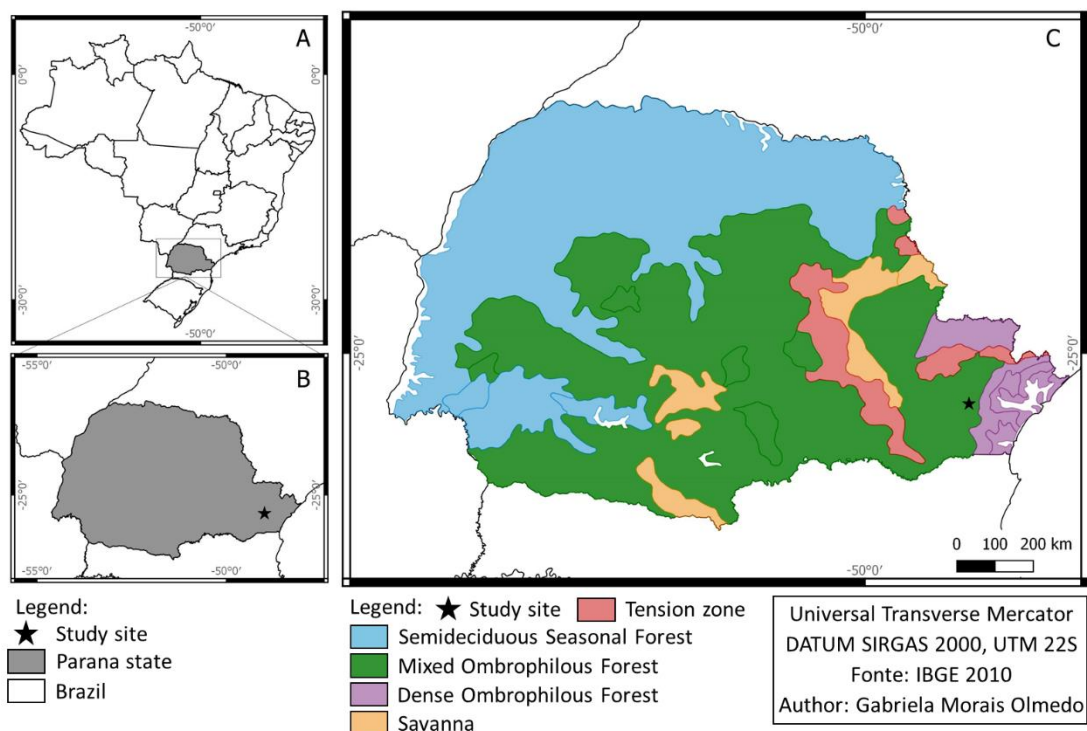 -50°0'
A
0°0'
0°0'
-30°0'
-30°0'
-50°0'
-55°0'
-50°0'
B
-25°0'
-25°0'
-55°0'
-50°0'
-50°0'
C
-25°0'
-25°0'
0 100 200 km
-50°0'
Legend:
Study site
Parana state
Brazil
Legend: Study site Tension zone
Semideciduous Seasonal Forest
Mixed Ombrophilous Forest
Dense Ombrophilous Forest
Savanna
Universal Transverse Mercator
DATUM SIRGAS 2000, UTM 22S
Fonte: IBGE 2010
Author: Gabriela Morais Olmedo